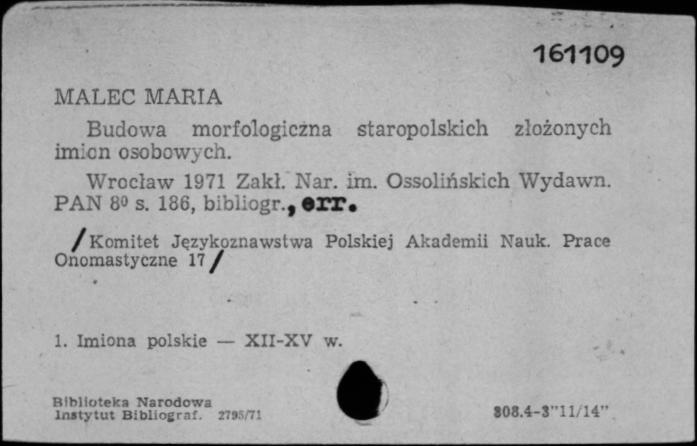 161109
MALEC MARIA
Budowa morfologiczna staropolskich złożonych
imion osobowych.
Wrocław 1971 Zakł. Nar. im. Ossolińskich Wydawn.
PAN 8⁰ s. 186, bibliogr., err.
/Komitet Językoznawstwa Polskiej Akademii Nauk. Prace
Onomastyczne 17/
1. Imiona polskie — XII-XV w.
Biblioteka Narodowa
Instytut Bibliograf. 2795/71
808.4-3"11/14"